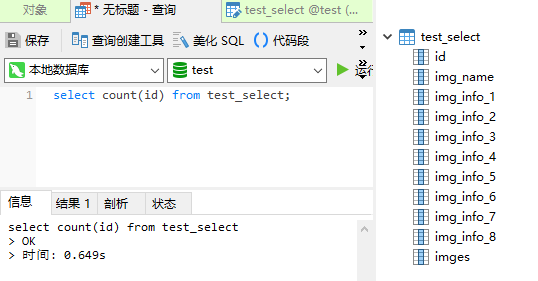 对象
* 无标题 - 查询
test_select @test (...
保存
查询创建工具
美化 SQL
代码段
本地数据库
test
运行
1
select count(id) from test_select;
信息
结果 1
剖析
状态
select count(id) from test_select
> OK
> 时间: 0.649s
test_select
id
img_name
img_info_1
img_info_2
img_info_3
img_info_4
img_info_5
img_info_6
img_info_7
img_info_8
imges